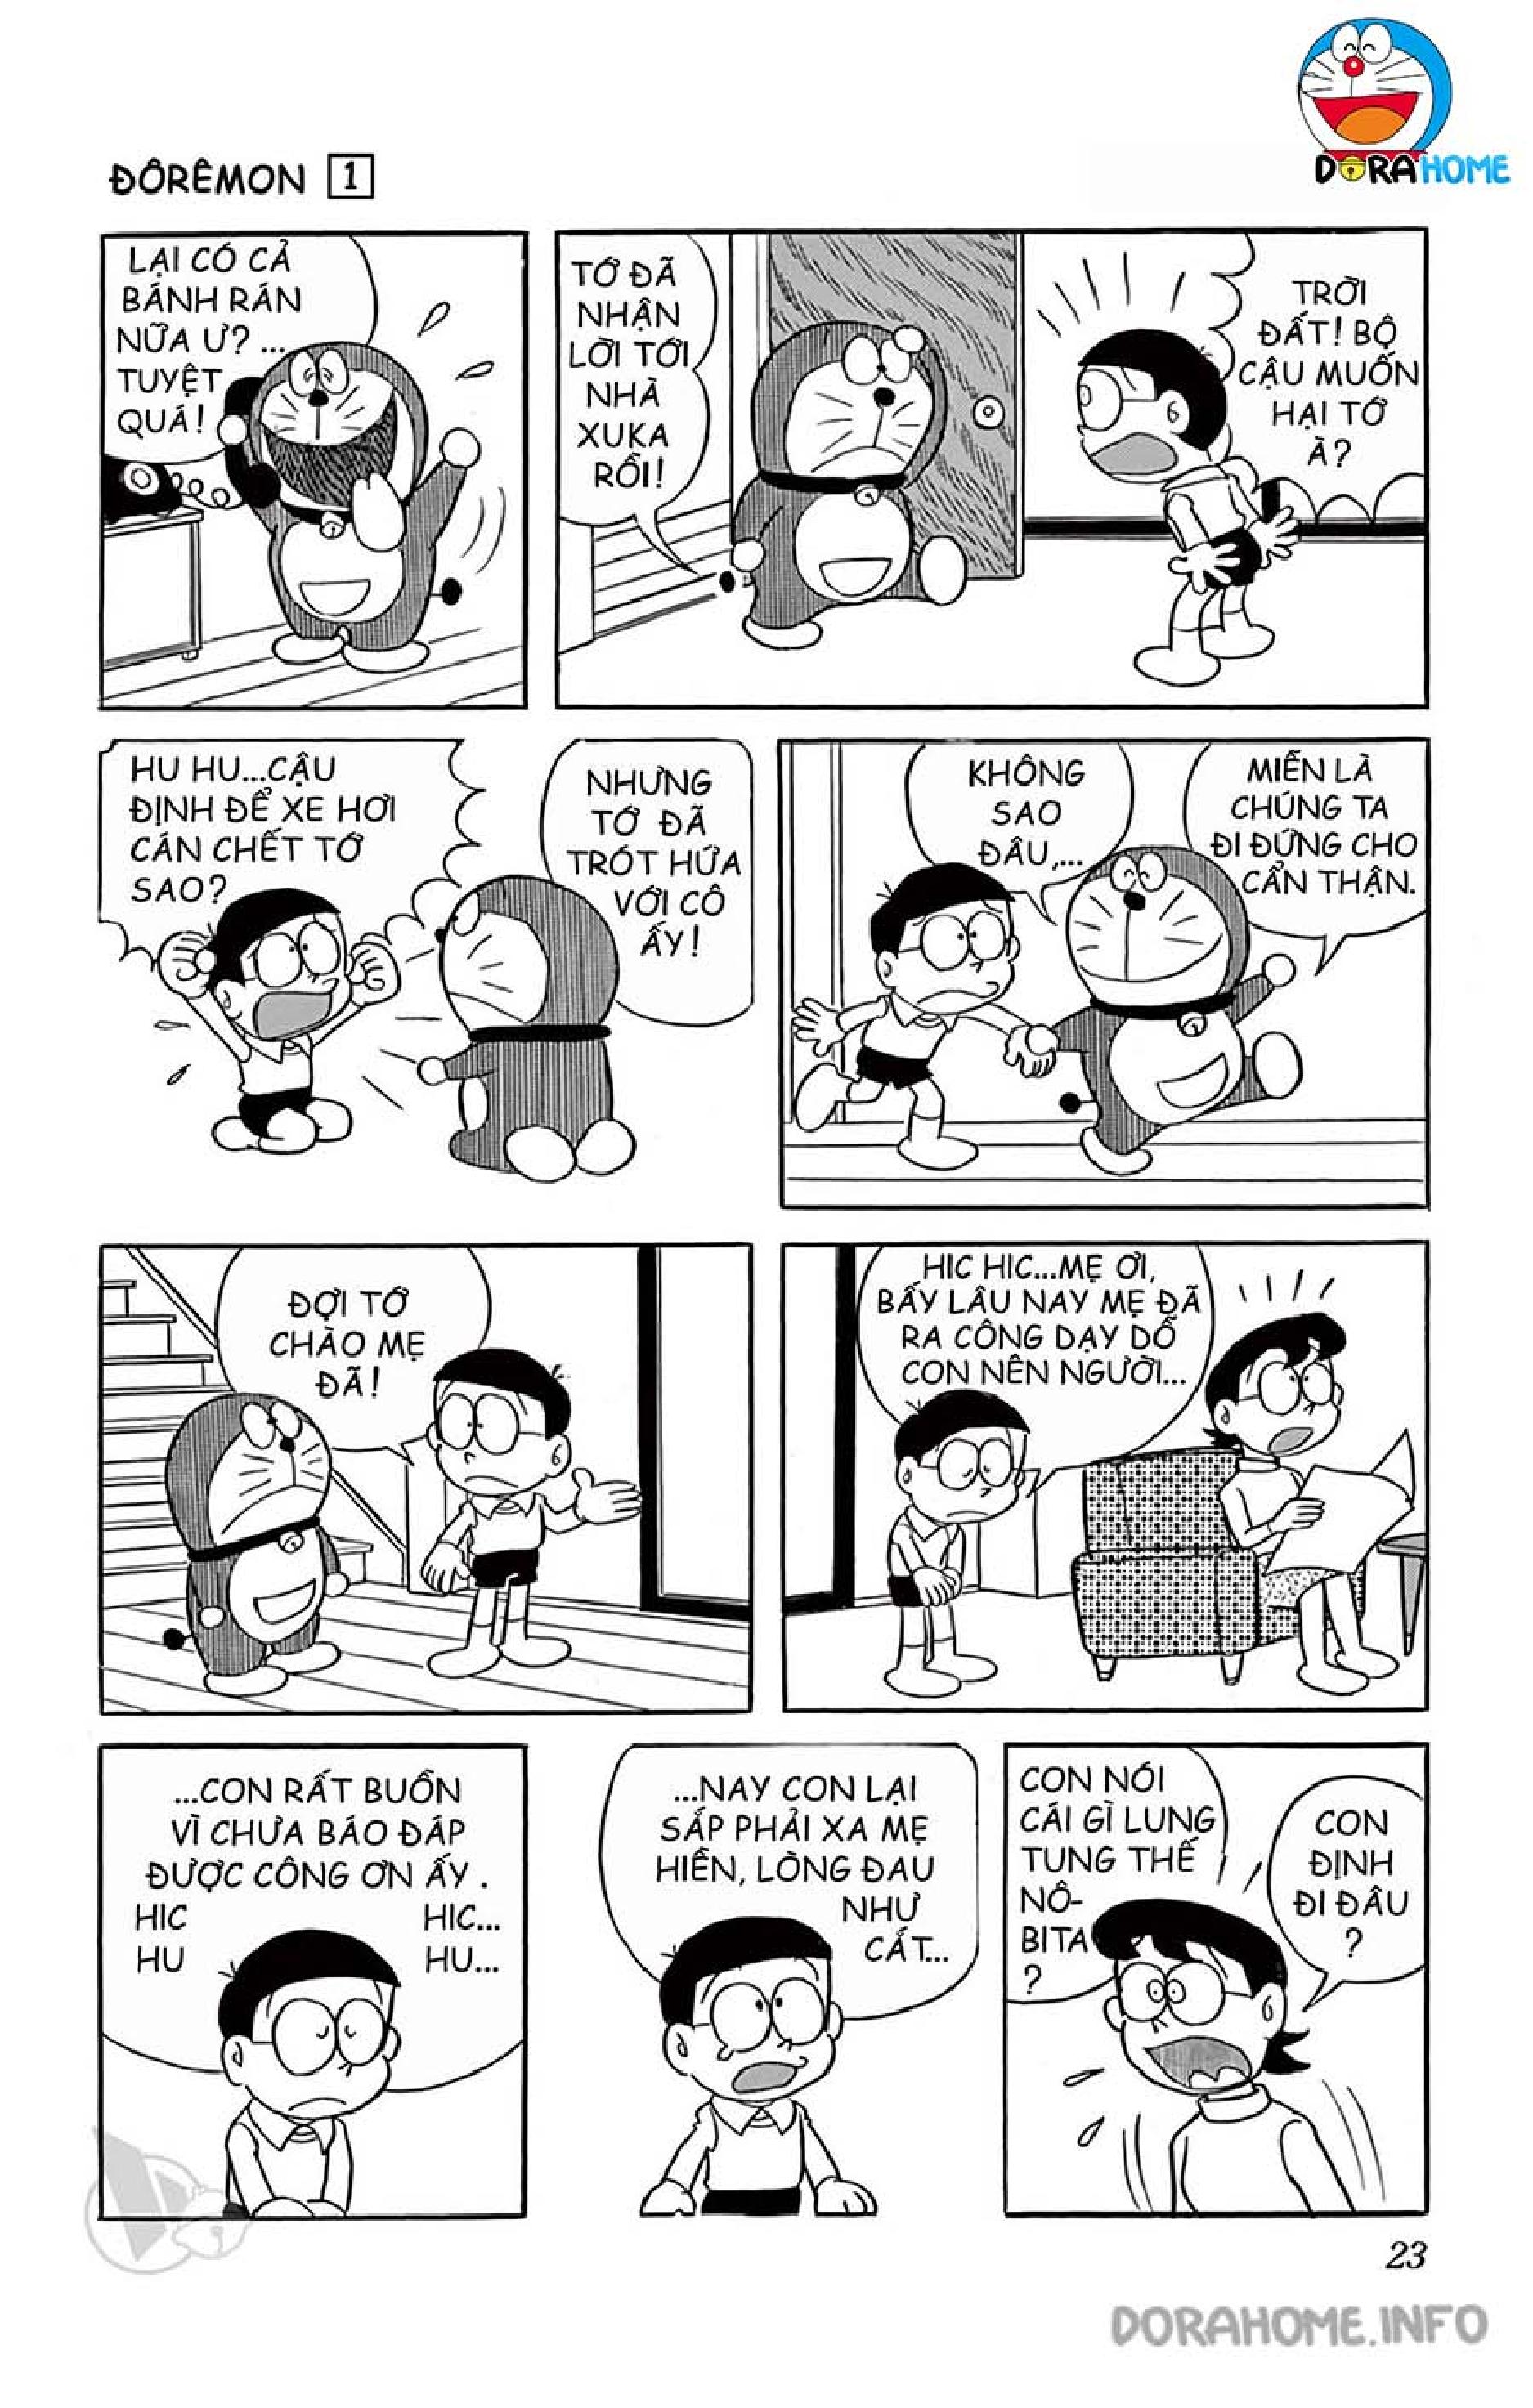 DORAHOME
ĐÔRÊMON 1
LẠI CÓ CẢ
BÁNH RÁN
NỮA Ư? ...
TUYỆT
QUÁ!
TỚ ĐÃ
NHẬN
LỜI TỚI
NHÀ
XUKA
RỒI!
TRỜI
ĐẤT! BỘ
CẬU MUỐN
HẠI TỚ
À?
HU HU...CẬU
ĐỊNH ĐỂ XE HƠI
CÁN CHẾT TỚ
SAO?
NHƯNG
TỚ ĐÃ
TRÓT HỨA
VỚI CÔ
ẤY!
KHÔNG
SAO
ĐÂU,...
MIỄN LÀ
CHÚNG TA
ĐI ĐỨNG CHO
CẨN THẬN.
ĐỢI TỚ
CHÀO MẸ
ĐÃ!
HIC HIC...MẸ ƠI,
BẤY LÂU NAY MẸ ĐÃ
RA CÔNG DẠY DỖ
CON NÊN NGƯỜI...
...CON RẤT BUỒN
VÌ CHƯA BÁO ĐÁP
ĐƯỢC CÔNG ƠN ẤY.
HIC HIC...
HU HU...
...NAY CON LẠI
SẮP PHẢI XA MẸ
HIỀN, LÒNG ĐAU
NHƯ
CẮT...
CON NÓI
CÁI GÌ LUNG
TUNG THẾ
NÔ-
BITA
?
CON
ĐỊNH
ĐI ĐÂU
?
23
DORAHOME.INFO